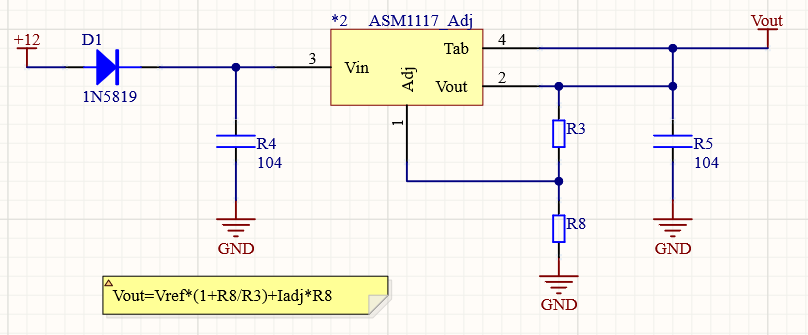 *2 ASM1117_Adj
+12
D1
1N5819
3
Vin
Adj
Tab
Vout
4
2
1
Vout
R4
104
R3
R5
104
R8
GND
GND
GND
Vout=Vref*(1+R8/R3)+Iadj*R8